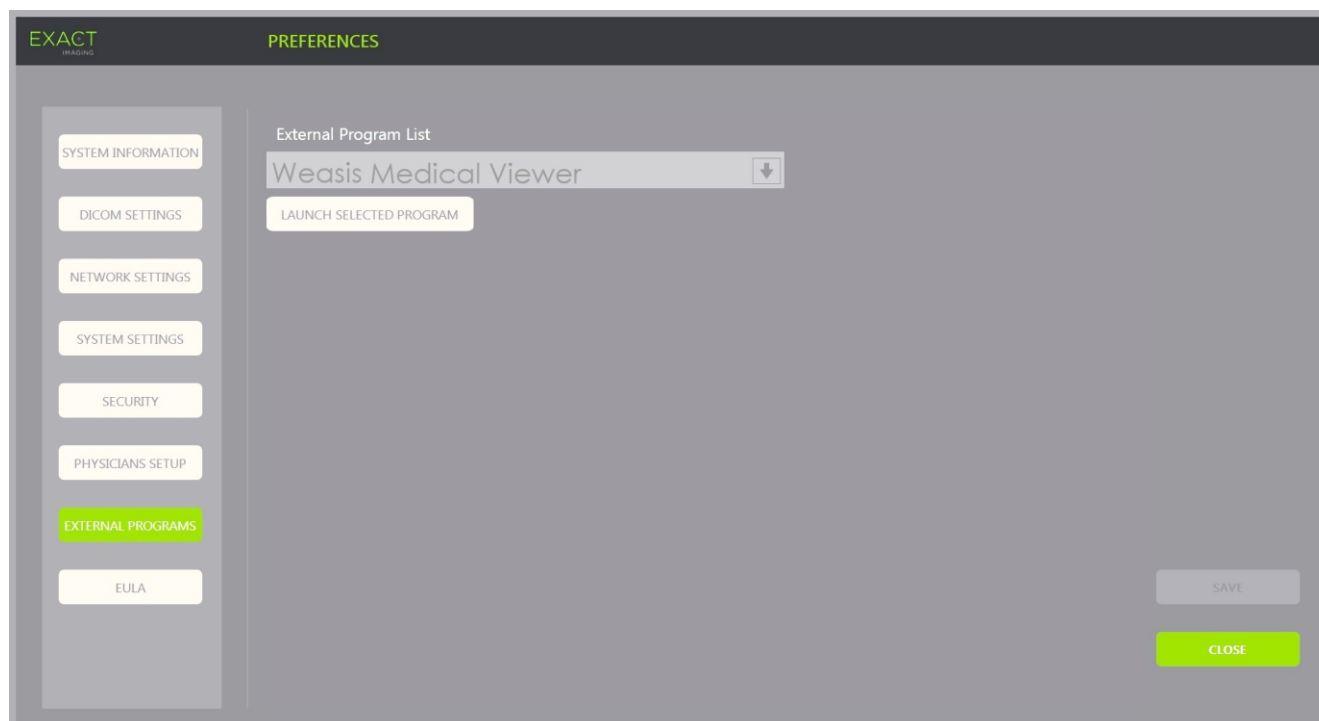 EXACT
IMAGING
PREFERENCES
SYSTEM INFORMATION
DICOM SETTINGS
NETWORK SETTINGS
SYSTEM SETTINGS
SECURITY
PHYSICIANS SETUP
EXTERNAL PROGRAMS
EULA
External Program List
Weasis Medical Viewer
LAUNCH SELECTED PROGRAM
SAVE
CLOSE